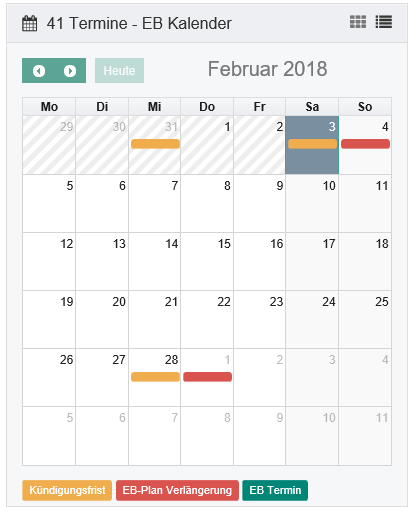 41 Termine - EB Kalender
Heute
Februar 2018
Mo Di Mi Do Fr Sa So
29 30 31 1 2 3 4
5 6 7 8 9 10 11
12 13 14 15 16 17 18
19 20 21 22 23 24 25
26 27 28 1 2 3 4
5 6 7 8 9 10 11
Kündigungsfrist EB-Plan Verlängerung EB Termin